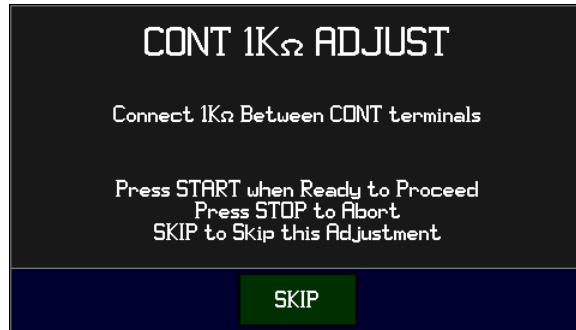 CONT 1KΩ ADJUST
Connect 1KΩ Between CONT terminals
Press START when Ready to Proceed
Press STOP to Abort
SKIP to Skip this Adjustment
SKIP